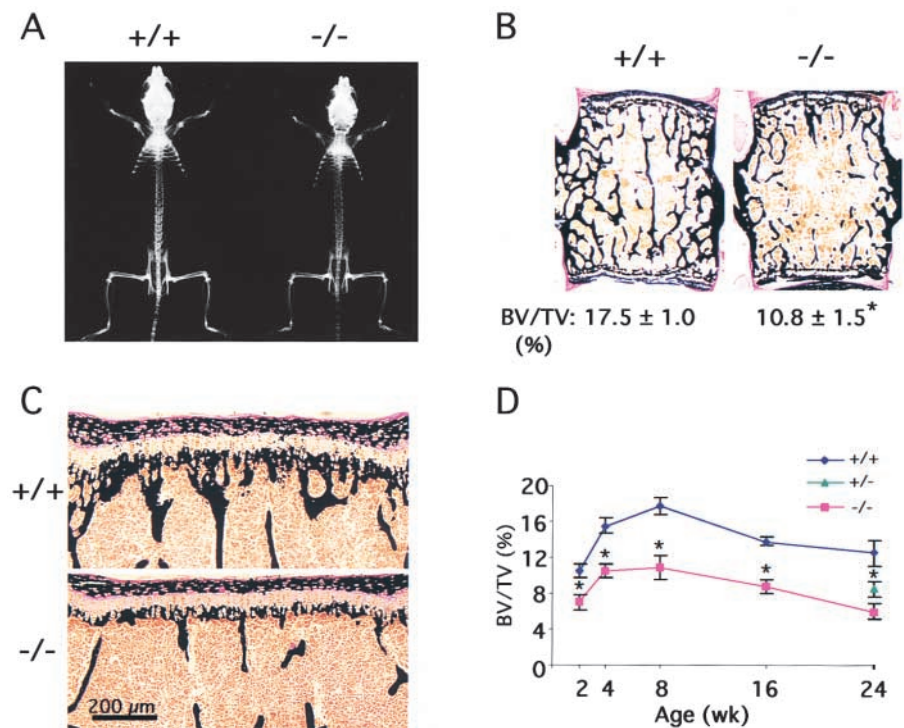 A
+/+ -/-
B
+/+ -/-
BV/TV: 17.5 ± 1.0 10.8 ± 1.5*
(%)
C
+/+
-/-
200 µm
D
+/+
+/-
-/-
BV/TV (%)
20
16
12
8
4
0
* * * * *
2 4 8 16 24
Age (wk)